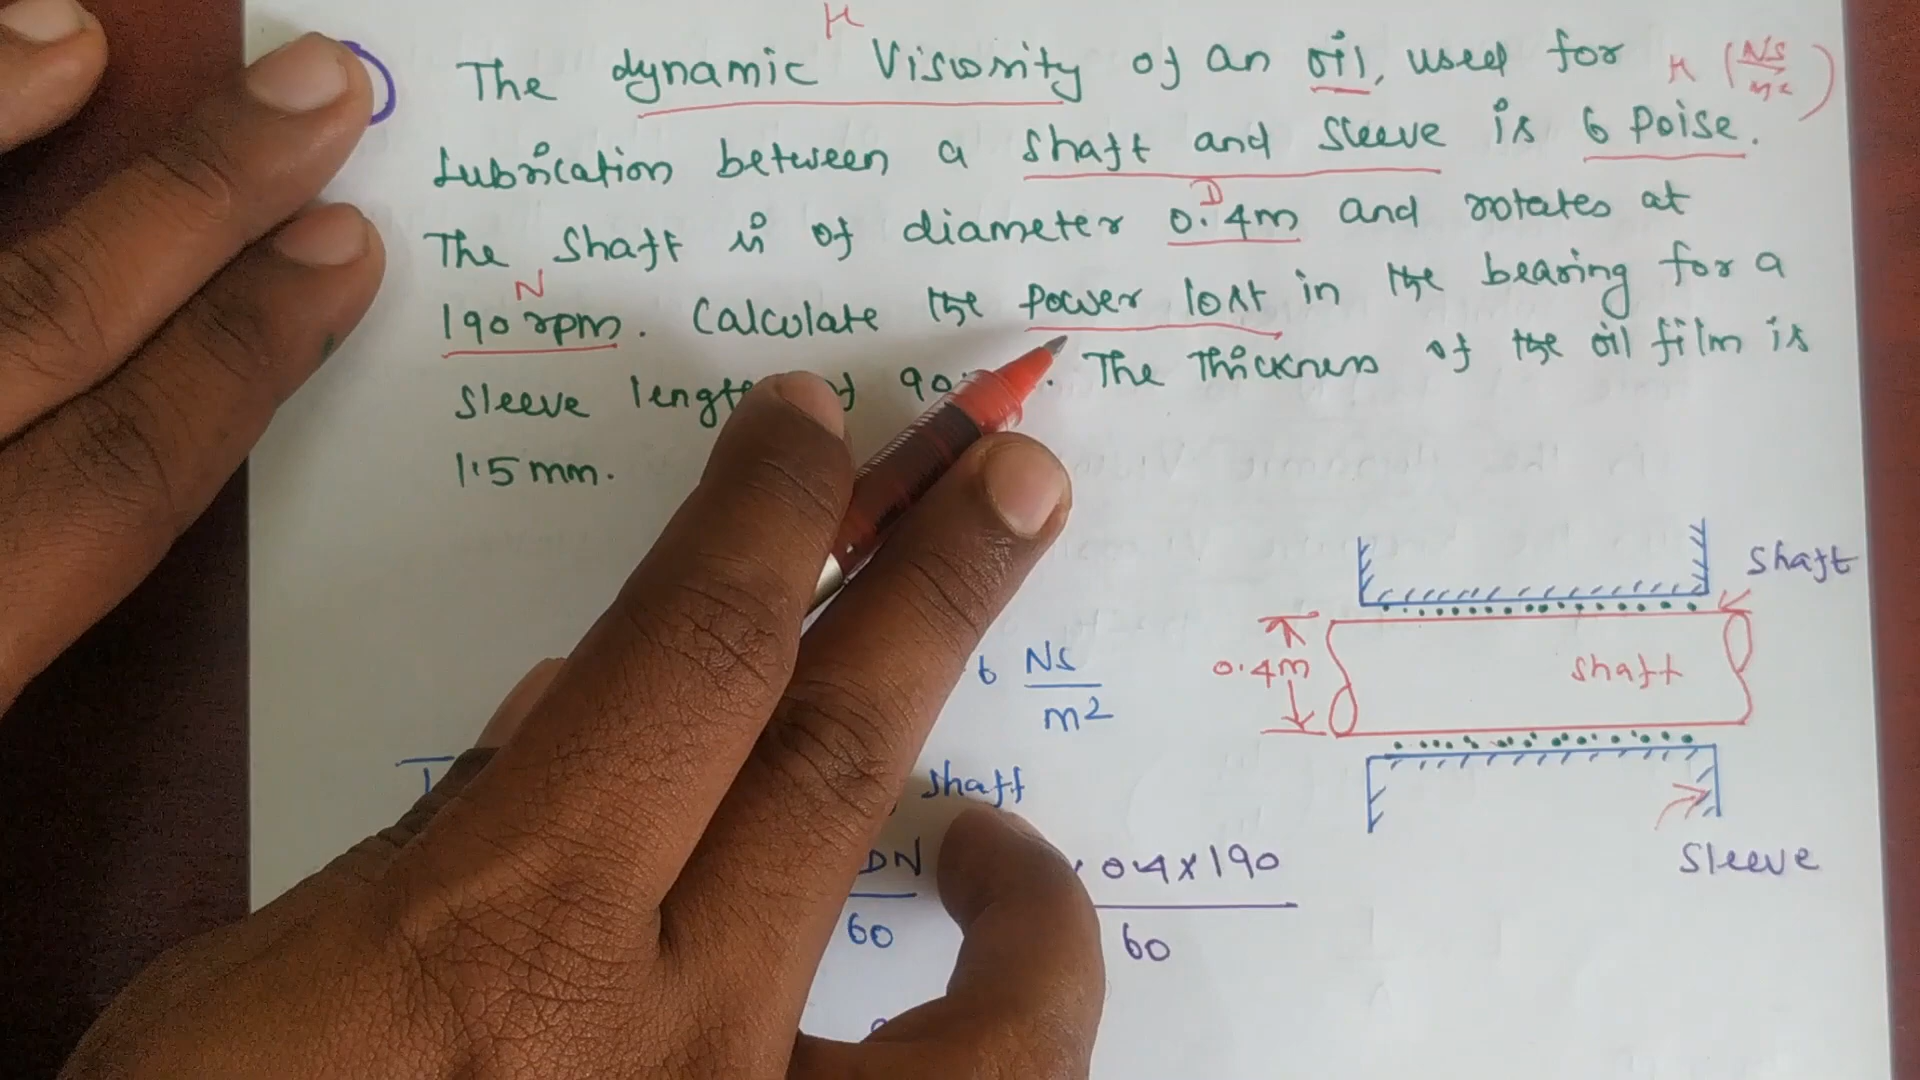 μ
The dynamic Viscosity of an oil, used for μ (Ns/m²)
Lubrication between a shaft and sleeve is 6 poise.
D
The Shaft is of diameter 0.4m and rotates at
N
190 rpm. Calculate the power lost in the bearing for a
Sleeve length of 90 . The Thickness of the oil film is
1.5 mm.
Shaft
6 Ns/m²
0.4m
shaft
shaft
DN/60
0.4 x 190/60
Sleeve